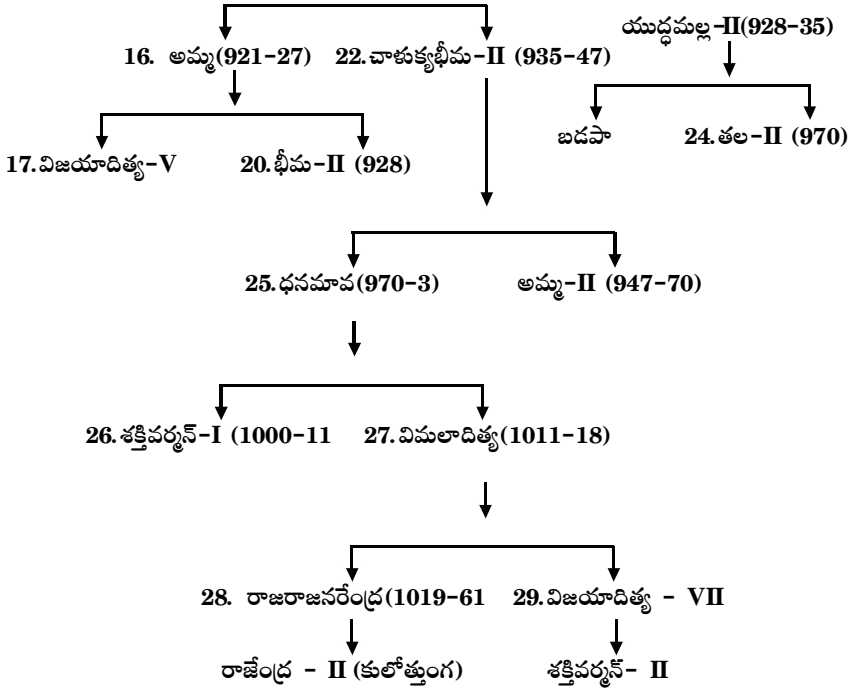 యుద్ధమల్ల-II(928-35)
16. అమ్మ(921-27) 22.చాళుక్యభీమ-II (935-47)
బడపా 24.తల-II (970)
17.విజయాదిత్య-V 20.భీమ-II (928)
25.ధనమావ(970-3) అమ్మ-II (947-70)
26.శక్తివర్మన్-I (1000-11 27.విమలాదిత్య(1011-18)
28. రాజరాజనరేంద్ర(1019-61 29.విజయాదిత్య - VII
రాజేంద్ర - II (కులోత్తుంగ) శక్తివర్మన్- II